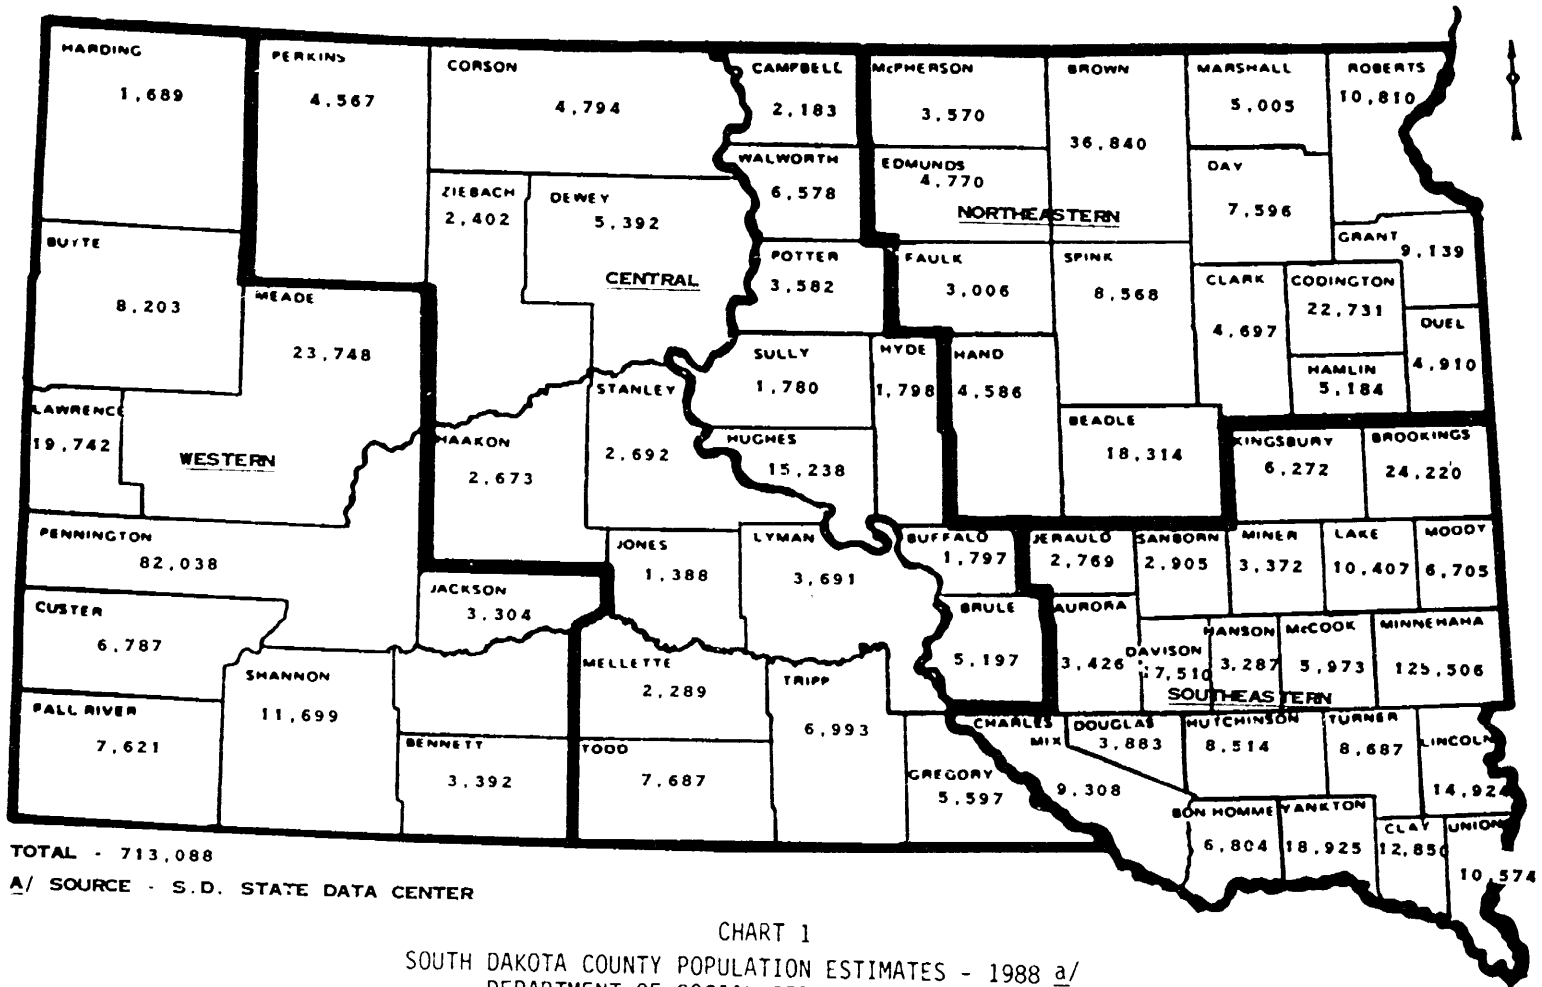 HARDING
1,689
PERKINS
4,567
CORSON
4,794
CAMPBELL
2,183
McPHERSON
3,570
BROWN
36,840
MARSHALL
5,005
ROBERTS
10,810
WALWORTH
6,578
EDMUNDS
4,770
DAY
7,596
ZIEBACH
2,402
DEWEY
5,392
NORTHEASTERN
BUTTE
8,203
CENTRAL
POTTER
3,582
FAULK
3,006
SPINK
8,568
GRANT
9,139
CLARK
4,697
CODINGTON
22,731
MEADE
23,748
DUEL
4,910
SULLY
1,780
HYDE
1,798
HAND
4,586
HAMLIN
5,184
LAWRENCE
19,742
STANLEY
2,692
BEADLE
18,314
WESTERN
HAAKON
2,673
HUGHES
15,238
KINGSBURY
6,272
BROOKINGS
24,220
PENNINGTON
82,038
JONES
1,388
LYMAN
3,691
BUFFALO
1,797
JERAULD
2,769
SANBORN
2,905
MINER
3,372
LAKE
10,407
MOODY
6,705
JACKSON
3,304
CUSTER
6,787
BRULE
5,197
AURORA
3,426
DAVISON
17,510
HANSON
3,287
McCOOK
5,973
MINNEHAHA
125,506
SOUTHEASTERN
SHANNON
11,699
MELLETTE
2,289
TRIPP
6,993
FALL RIVER
7,621
BENNETT
3,392
TODD
7,687
GREGORY
5,597
CHARLES
MIX
9,308
DOUGLAS
3,883
HUTCHINSON
8,514
TURNER
8,687
LINCOLN
14,924
BON HOMME
6,804
YANKTON
18,925
CLAY
12,850
UNION
10,574
TOTAL - 713,088
A/ SOURCE - S.D. STATE DATA CENTER
CHART 1
SOUTH DAKOTA COUNTY POPULATION ESTIMATES - 1988 a/
DEPARTMENT OF